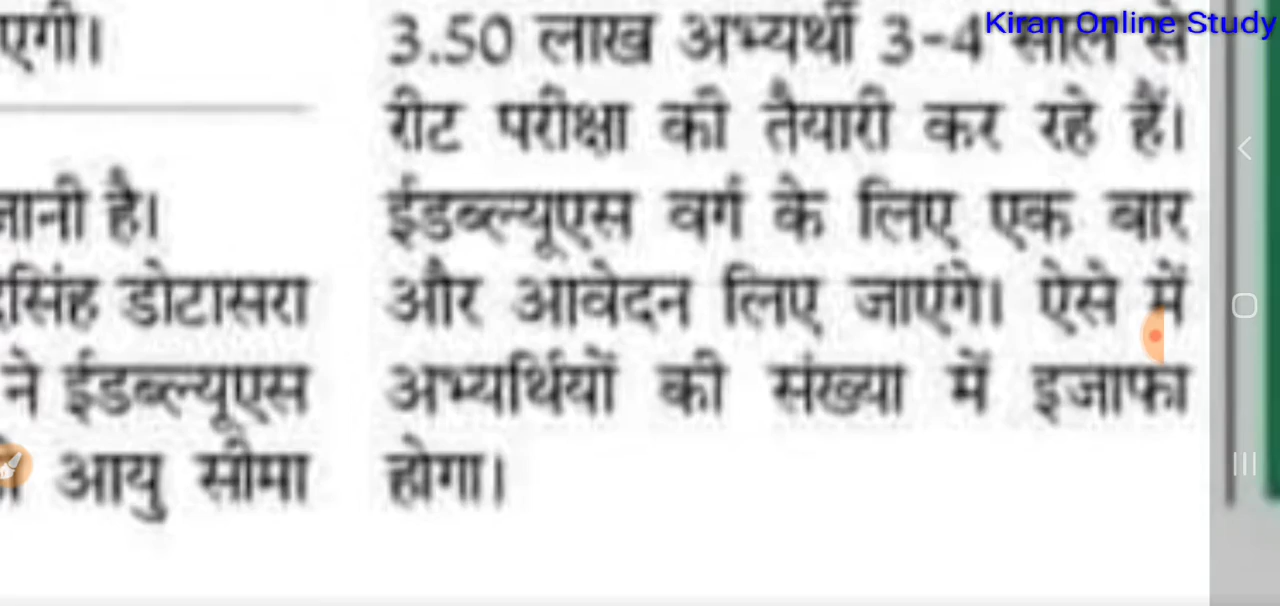 Kiran Online Study
एगी।
जानी है।
सिंह डोटासरा
ने ईडब्ल्यूएस
आयु सीमा
3.50 लाख अभ्यर्थी 3-4 साल से
रीट परीक्षा की तैयारी कर रहे हैं।
ईडब्ल्यूएस वर्ग के लिए एक बार
और आवेदन लिए जाएंगे। ऐसे में
अभ्यर्थियों की संख्या में इजाफा
होगा।